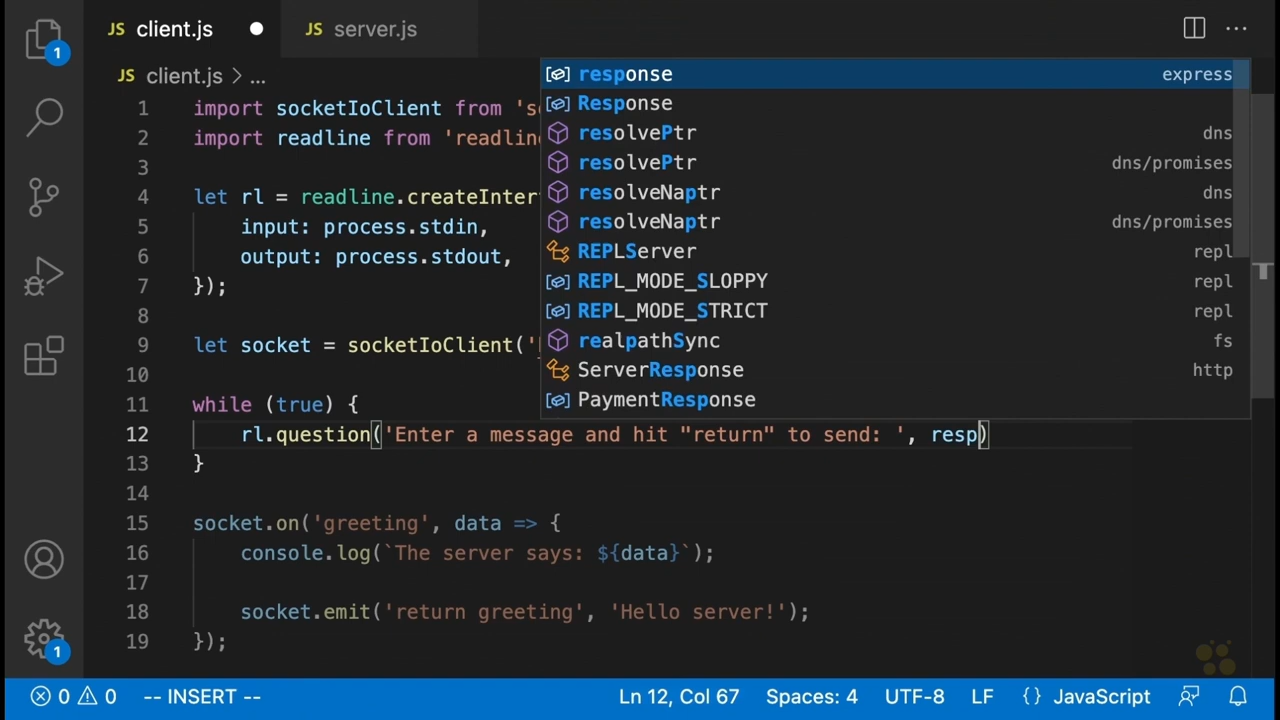 JS client.js
JS server.js
1
JS client.js > ...
1 import socketIoClient from 's
2 import readline from 'readlin
3
4 let rl = readline.createInter
5 input: process.stdin,
6 output: process.stdout,
7 });
8
9 let socket = socketIoClient('
10
11 while (true) {
12 rl.question('Enter a message and hit "return" to send: ', resp)
13 }
14
15 socket.on('greeting', data => {
16 console.log(`The server says: ${data}`);
17
18 socket.emit('return greeting', 'Hello server!');
19 });
response express
Response
resolvePtr dns
resolvePtr dns/promises
resolveNaptr dns
resolveNaptr dns/promises
REPLServer repl
REPL_MODE_SLOPPY repl
REPL_MODE_STRICT repl
realpathSync fs
ServerResponse http
PaymentResponse
1
0 0 -- INSERT -- Ln 12, Col 67 Spaces: 4 UTF-8 LF {} JavaScript